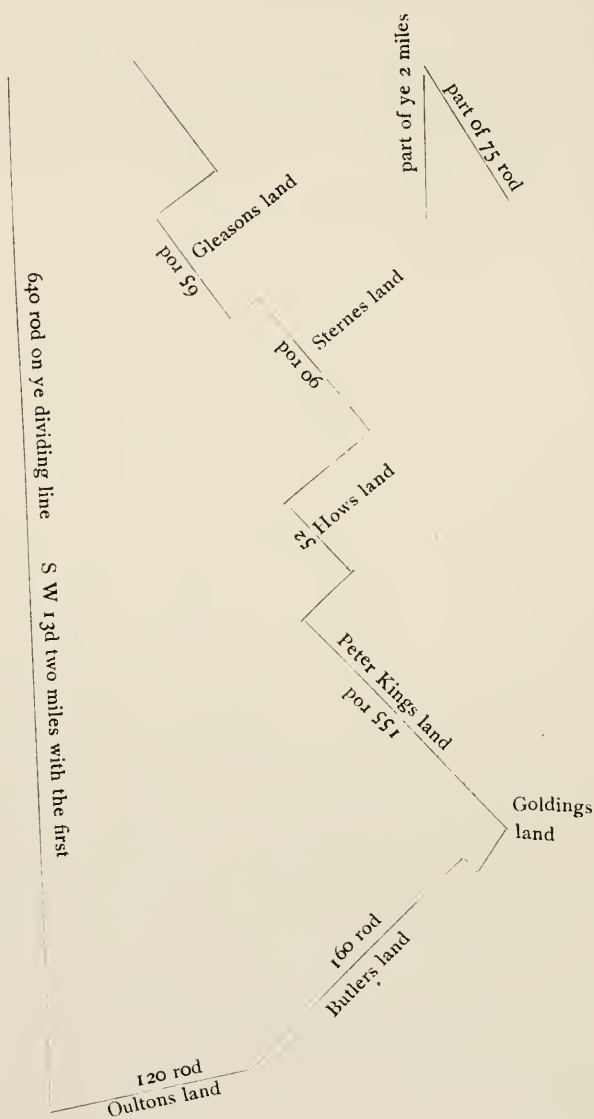 part of ye 2 miles
part of 75 rod
Gleasons land
65 rod
Sternes land
90 rod
640 rod on ye dividing line S W 13d two miles with the first
Hows land
52
Peter Kings land
155 rod
Goldings
land
160 rod
Butlers land
120 rod
Oultons land